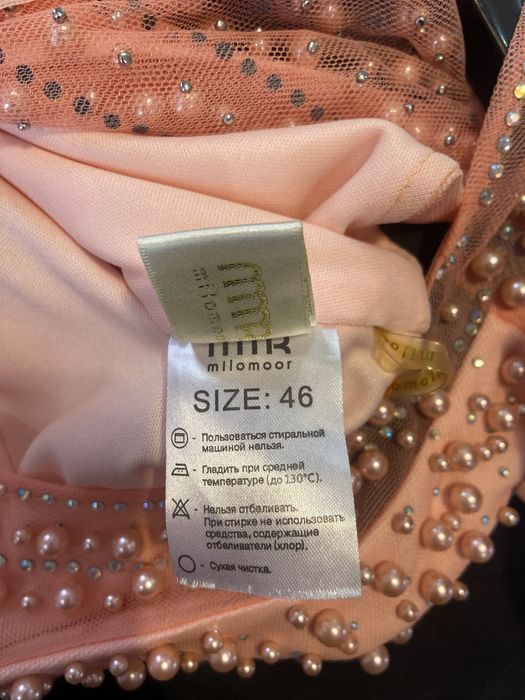 milomoor
SIZE: 46
- Пользоваться стиральной
машиной нельзя.
- Гладить при средней
температуре (до 130°C).
- Нельзя отбеливать.
При стирке не использовать
средства, содержащие
отбеливатели (хлор).
- Сухая чистка.